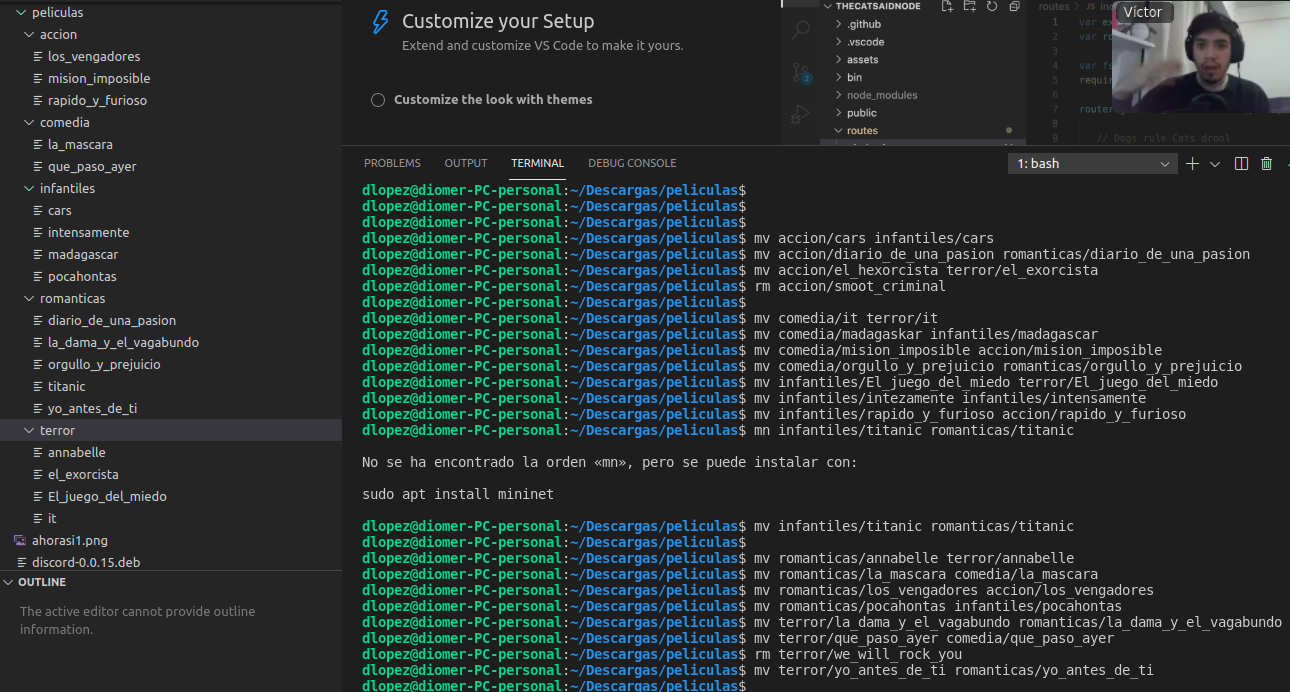 peliculas
accion
los_vengadores
mision_imposible
rapido_y_furioso
comedia
la_mascara
que_paso_ayer
infantiles
cars
intensamente
madagascar
pocahontas
romanticas
diario_de_una_pasion
la_dama_y_el_vagabundo
orgullo_y_prejuicio
titanic
yo_antes_de_ti
terror
annabelle
el_exorcista
El_juego_del_miedo
it
ahorasi1.png
discord-0.0.15.deb
OUTLINE
The active editor cannot provide outline
information.
Customize your Setup
Extend and customize VS Code to make it yours.
Customize the look with themes
THECATSAIDNODE
.github
.vscode
assets
bin
node_modules
public
routes
2
routes > JS
1 var
2 var
4 var
5
6
7
8
9 // Dogs rule Cats drool
Víctor
PROBLEMS OUTPUT TERMINAL DEBUG CONSOLE 1: bash
dlopez@diomer-PC-personal:~/Descargas/peliculas$
dlopez@diomer-PC-personal:~/Descargas/peliculas$
dlopez@diomer-PC-personal:~/Descargas/peliculas$
dlopez@diomer-PC-personal:~/Descargas/peliculas$ mv accion/cars infantiles/cars
dlopez@diomer-PC-personal:~/Descargas/peliculas$ mv accion/diario_de_una_pasion romanticas/diario_de_una_pasion
dlopez@diomer-PC-personal:~/Descargas/peliculas$ mv accion/el_hexorcista terror/el_exorcista
dlopez@diomer-PC-personal:~/Descargas/peliculas$ rm accion/smoot_criminal
dlopez@diomer-PC-personal:~/Descargas/peliculas$
dlopez@diomer-PC-personal:~/Descargas/peliculas$ mv comedia/it terror/it
dlopez@diomer-PC-personal:~/Descargas/peliculas$ mv comedia/madagaskar infantiles/madagascar
dlopez@diomer-PC-personal:~/Descargas/peliculas$ mv comedia/mision_imposible accion/mision_imposible
dlopez@diomer-PC-personal:~/Descargas/peliculas$ mv comedia/orgullo_y_prejuicio romanticas/orgullo_y_prejuicio
dlopez@diomer-PC-personal:~/Descargas/peliculas$ mv infantiles/El_juego_del_miedo terror/El_juego_del_miedo
dlopez@diomer-PC-personal:~/Descargas/peliculas$ mv infantiles/intezamente infantiles/intensamente
dlopez@diomer-PC-personal:~/Descargas/peliculas$ mv infantiles/rapido_y_furioso accion/rapido_y_furioso
dlopez@diomer-PC-personal:~/Descargas/peliculas$ mn infantiles/titanic romanticas/titanic
No se ha encontrado la orden «mn», pero se puede instalar con:
sudo apt install mininet
dlopez@diomer-PC-personal:~/Descargas/peliculas$ mv infantiles/titanic romanticas/titanic
dlopez@diomer-PC-personal:~/Descargas/peliculas$
dlopez@diomer-PC-personal:~/Descargas/peliculas$ mv romanticas/annabelle terror/annabelle
dlopez@diomer-PC-personal:~/Descargas/peliculas$ mv romanticas/la_mascara comedia/la_mascara
dlopez@diomer-PC-personal:~/Descargas/peliculas$ mv romanticas/los_vengadores accion/los_vengadores
dlopez@diomer-PC-personal:~/Descargas/peliculas$ mv romanticas/pocahontas infantiles/pocahontas
dlopez@diomer-PC-personal:~/Descargas/peliculas$ mv terror/la_dama_y_el_vagabundo romanticas/la_dama_y_el_vagabundo
dlopez@diomer-PC-personal:~/Descargas/peliculas$ mv terror/que_paso_ayer comedia/que_paso_ayer
dlopez@diomer-PC-personal:~/Descargas/peliculas$ rm terror/we_will_rock_you
dlopez@diomer-PC-personal:~/Descargas/peliculas$ mv terror/yo_antes_de_ti romanticas/yo_antes_de_ti
dlopez@diomer-PC-personal:~/Descargas/peliculas$